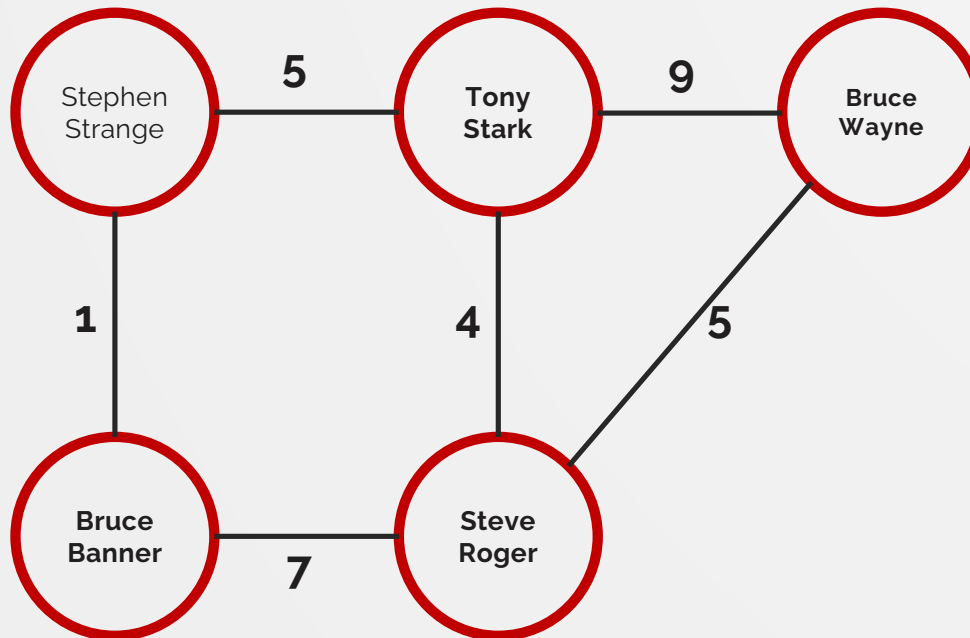 Stephen
Strange
5
Tony
Stark
9
Bruce
Wayne
1
4
5
Bruce
Banner
7
Steve
Roger